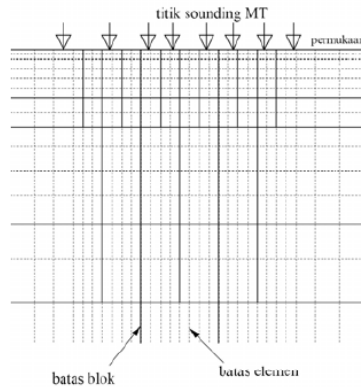 titik sounding MT
permukaan
batas blok
batas elemen